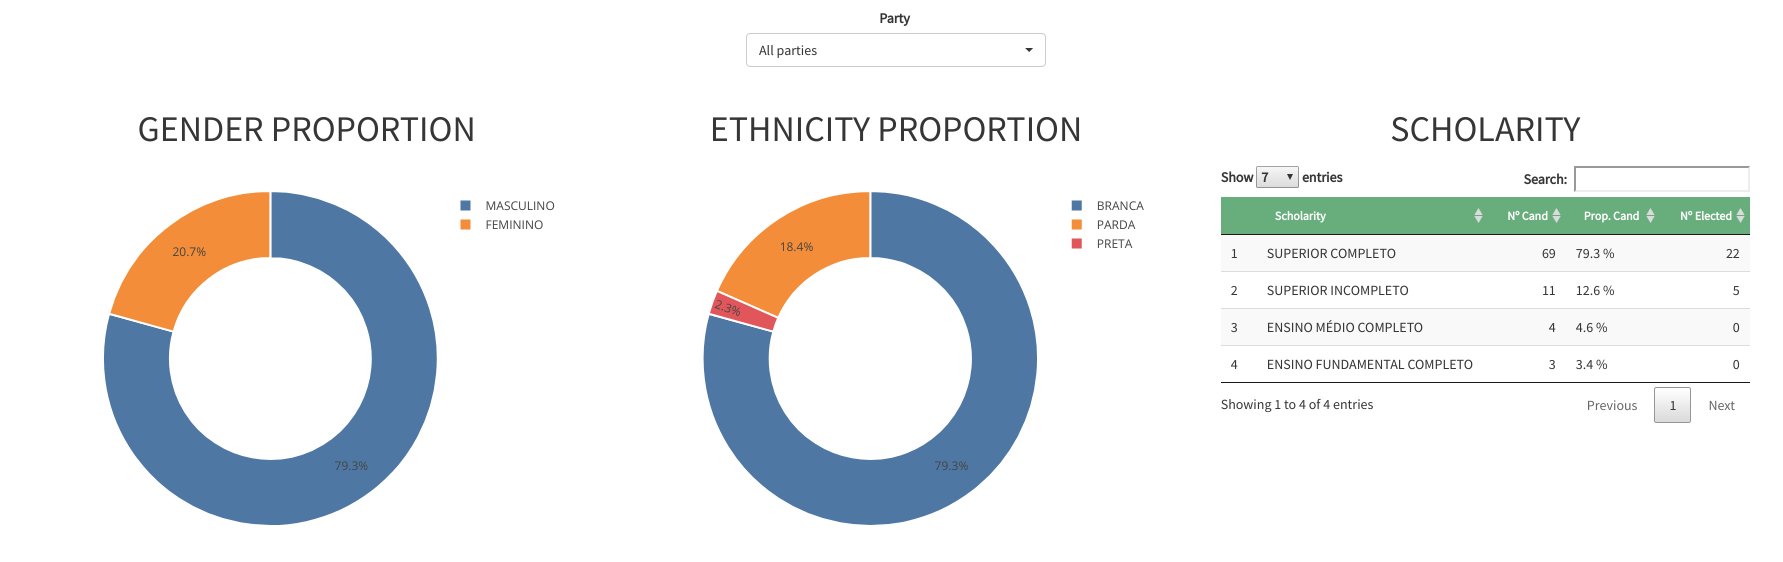 Party
All parties
GENDER PROPORTION
MASCULINO
FEMININO
20.7%
79.3%
ETHNICITY PROPORTION
BRANCA
PARDA
PRETA
18.4%
2.3%
79.3%
SCHOLARITY
Show 7 entries
Search:
Scholarity Nº Cand Prop. Cand Nº Elected
1 SUPERIOR COMPLETO 69 79.3 % 22
2 SUPERIOR INCOMPLETO 11 12.6 % 5
3 ENSINO MÉDIO COMPLETO 4 4.6 % 0
4 ENSINO FUNDAMENTAL COMPLETO 3 3.4 % 0
Showing 1 to 4 of 4 entries
Previous 1 Next